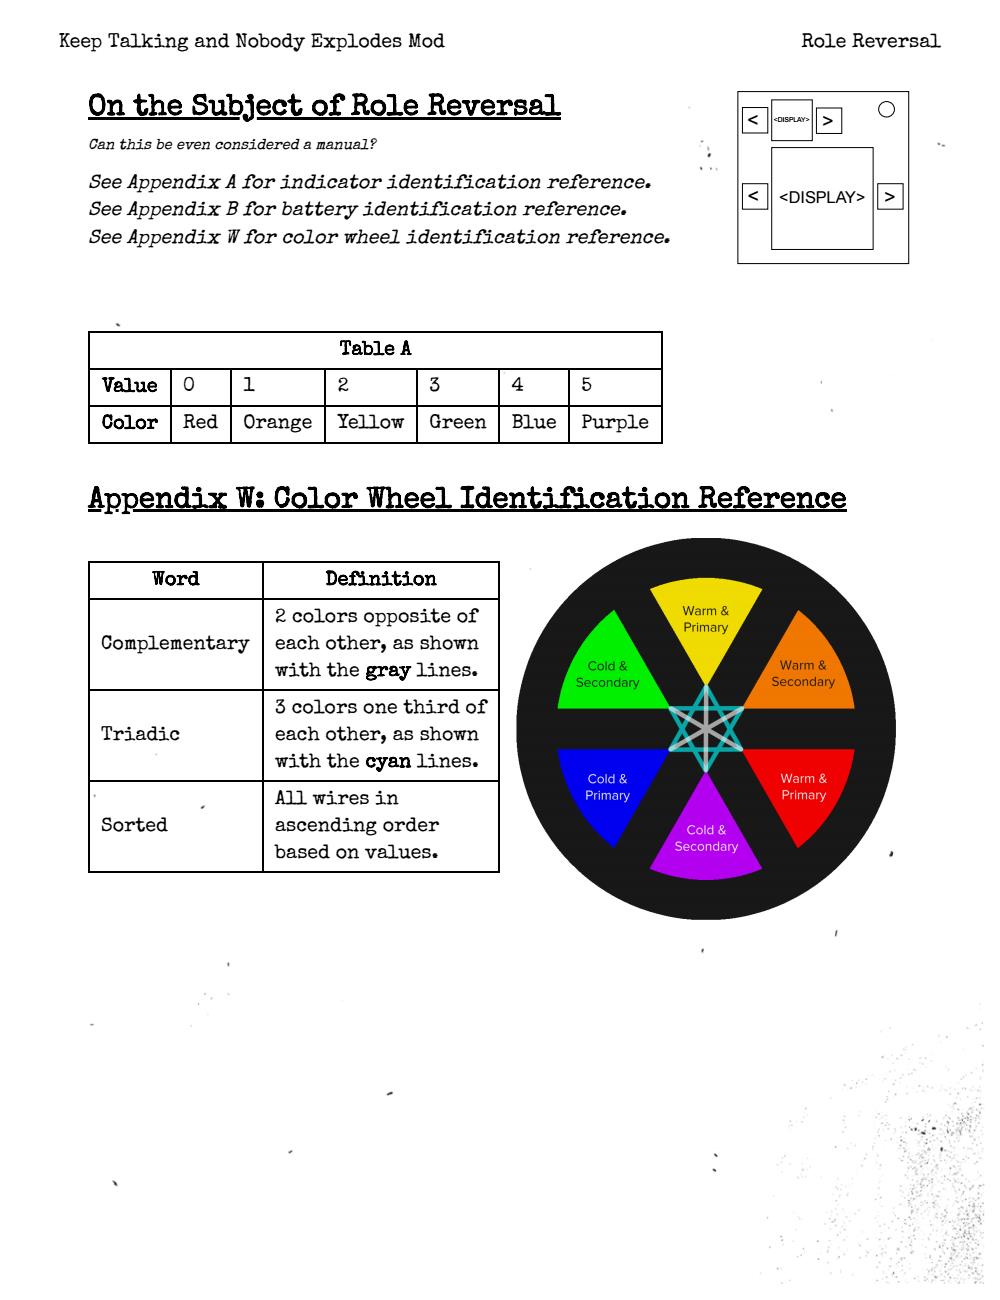 Keep Talking and Nobody Explodes Mod
Role Reversal
On the Subject of Role Reversal
Can this be even considered a manual?
See Appendix A for indicator identification reference.
See Appendix B for battery identification reference.
See Appendix W for color wheel identification reference.
< <DISPLAY> >
< <DISPLAY> >
Table A
Value 0 1 2 3 4 5
Color Red Orange Yellow Green Blue Purple
Appendix W: Color Wheel Identification Reference
Word Definition
Complementary
2 colors opposite of
each other, as shown
with the gray lines.
Triadic
3 colors one third of
each other, as shown
with the cyan lines.
Sorted
All wires in
ascending order
based on values.
Warm &
Primary
Cold &
Secondary
Warm &
Secondary
Cold &
Primary
Warm &
Primary
Cold &
Secondary